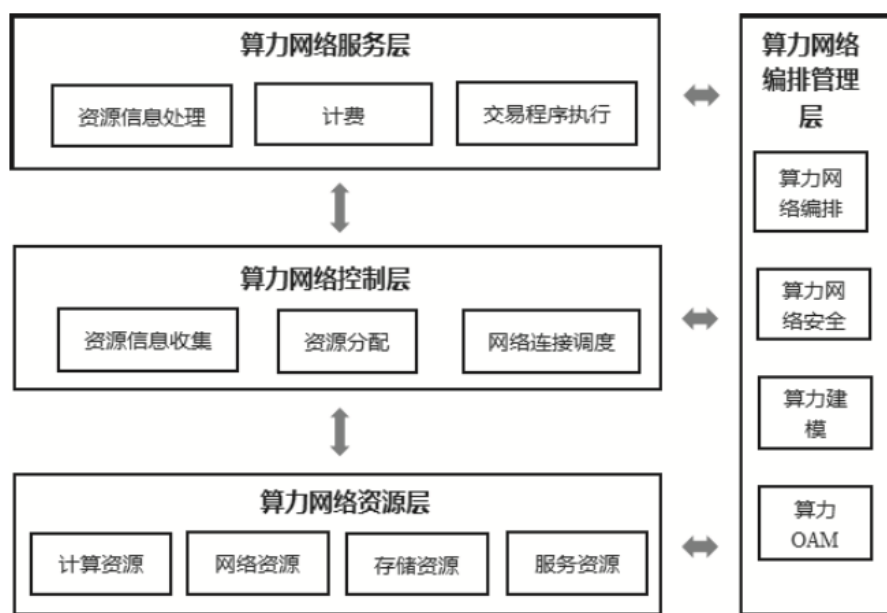 算力网络服务层
资源信息处理
计费
交易程序执行
算力网络控制层
资源信息收集
资源分配
网络连接调度
算力网络资源层
计算资源
网络资源
存储资源
服务资源
算力网络
编排管理
层
算力网
络编排
算力网
络安全
算力建
模
算力
OAM